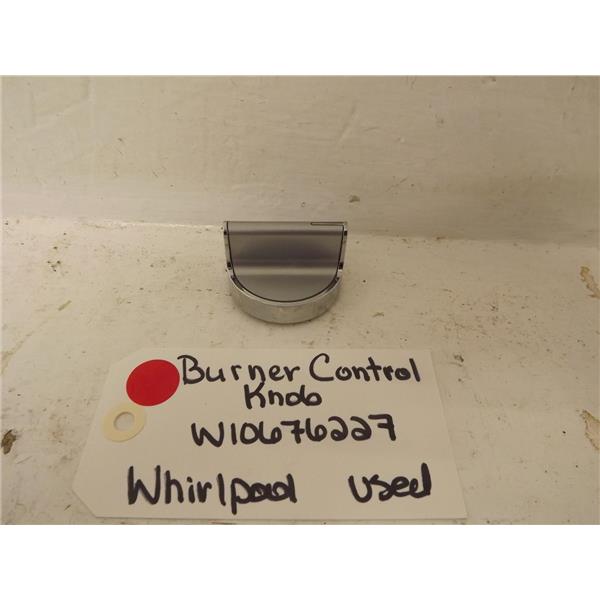 Burner Control
Knob
W10676227
Whirlpool used